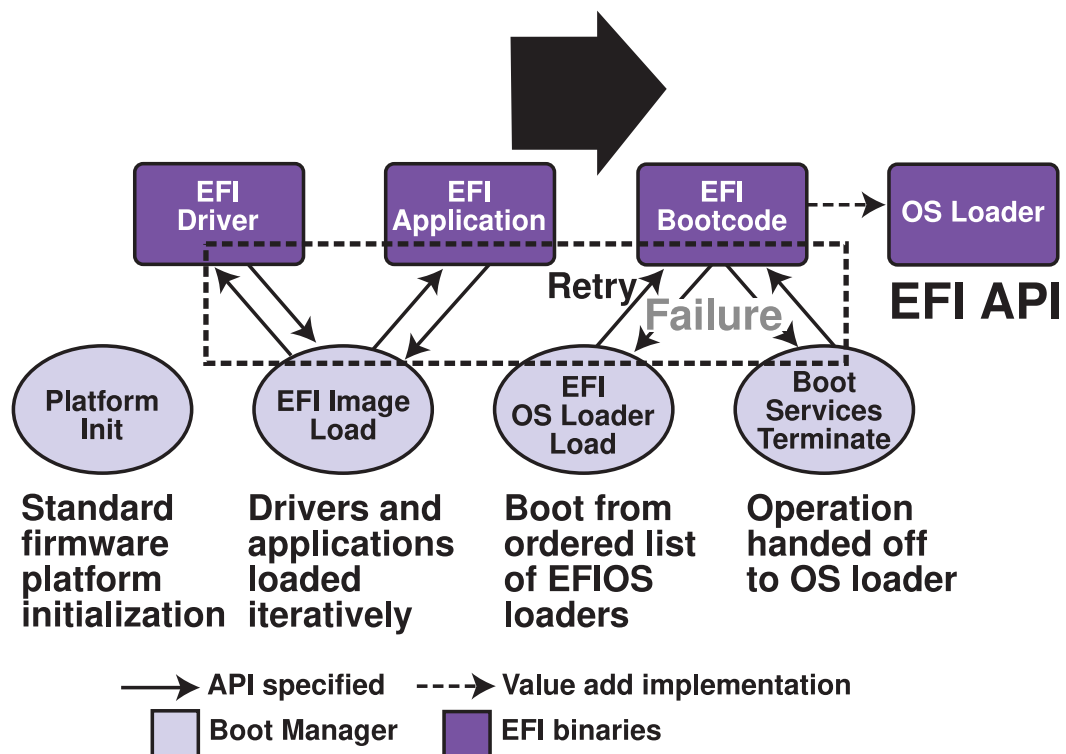 EFI
Driver
EFI
Application
EFI
Bootcode
OS Loader
Retry
Failure
EFI API
Platform
Init
EFI Image
Load
EFI
OS Loader
Load
Boot
Services
Terminate
Standard
firmware
platform
initialization
Drivers and
applications
loaded
iteratively
Boot from
ordered list
of EFIOS
loaders
Operation
handed off
to OS loader
API specified
Value add implementation
Boot Manager
EFI binaries